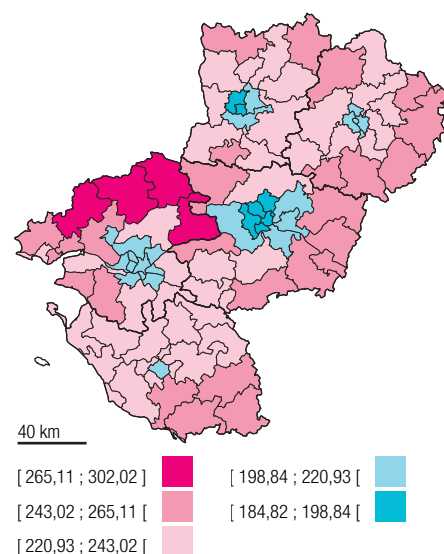 40 km
[ 265,11 ; 302,02 ]
[ 243,02 ; 265,11 [
[ 220,93 ; 243,02 [
[ 198,84 ; 220,93 [
[ 184,82 ; 198,84 [